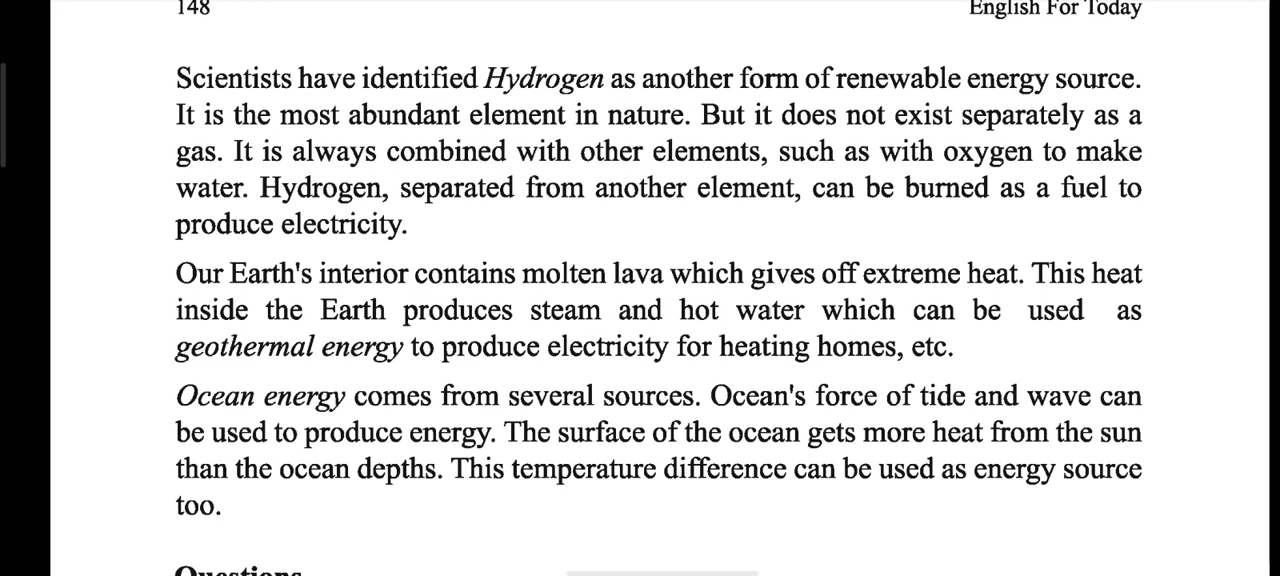 148 English For Today
Scientists have identified Hydrogen as another form of renewable energy source.
It is the most abundant element in nature. But it does not exist separately as a
gas. It is always combined with other elements, such as with oxygen to make
water. Hydrogen, separated from another element, can be burned as a fuel to
produce electricity.
Our Earth's interior contains molten lava which gives off extreme heat. This heat
inside the Earth produces steam and hot water which can be used as
geothermal energy to produce electricity for heating homes, etc.
Ocean energy comes from several sources. Ocean's force of tide and wave can
be used to produce energy. The surface of the ocean gets more heat from the sun
than the ocean depths. This temperature difference can be used as energy source
too.
Questions